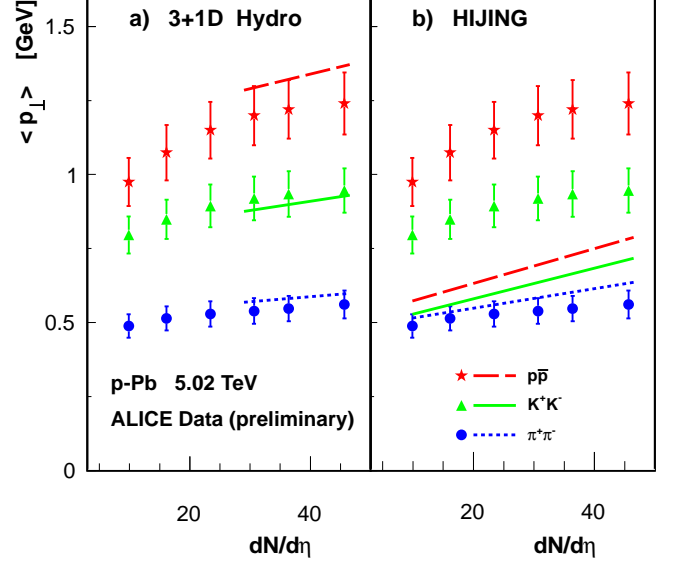 a) 3+1D Hydro
b) HIJING
< p⊥ > [GeV]
1.5
1
0.5
0
p-Pb 5.02 TeV
ALICE Data (preliminary)
pp̅
K⁺K⁻
π⁺π⁻
20
40
20
40
dN/dη
dN/dη